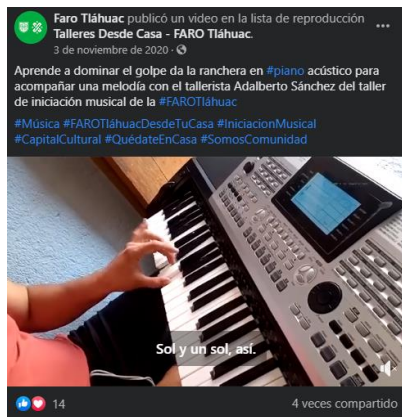 Faro Tláhuac publicó un video en la lista de reproducción
Talleres Desde Casa - FARO Tláhuac.
3 de noviembre de 2020 ·
Aprende a dominar el golpe da la ranchera en #piano acústico para
acompañar una melodía con el tallerista Adalberto Sánchez del taller
de iniciación musical de la #FAROTláhuac
#Música #FAROTláhuacDesdeTuCasa #IniciacionMusical
#CapitalCultural #QuédateEnCasa #SomosComunidad
Sol y un sol, así.
14
4 veces compartido